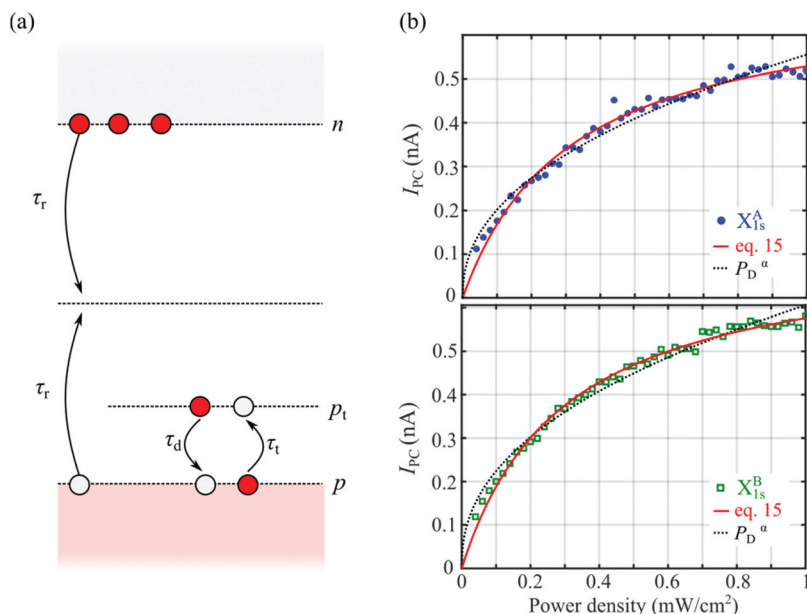 (a)
n
τr
τr
pt
τd
τt
p
(b)
IPC (nA)
0.5
0.4
0.3
0.2
0.1
0
X1sA
eq. 15
PD α
IPC (nA)
0.5
0.4
0.3
0.2
0.1
0
X1sB
eq. 15
PD α
0
0.2
0.4
0.6
0.8
1
Power density (mW/cm²)